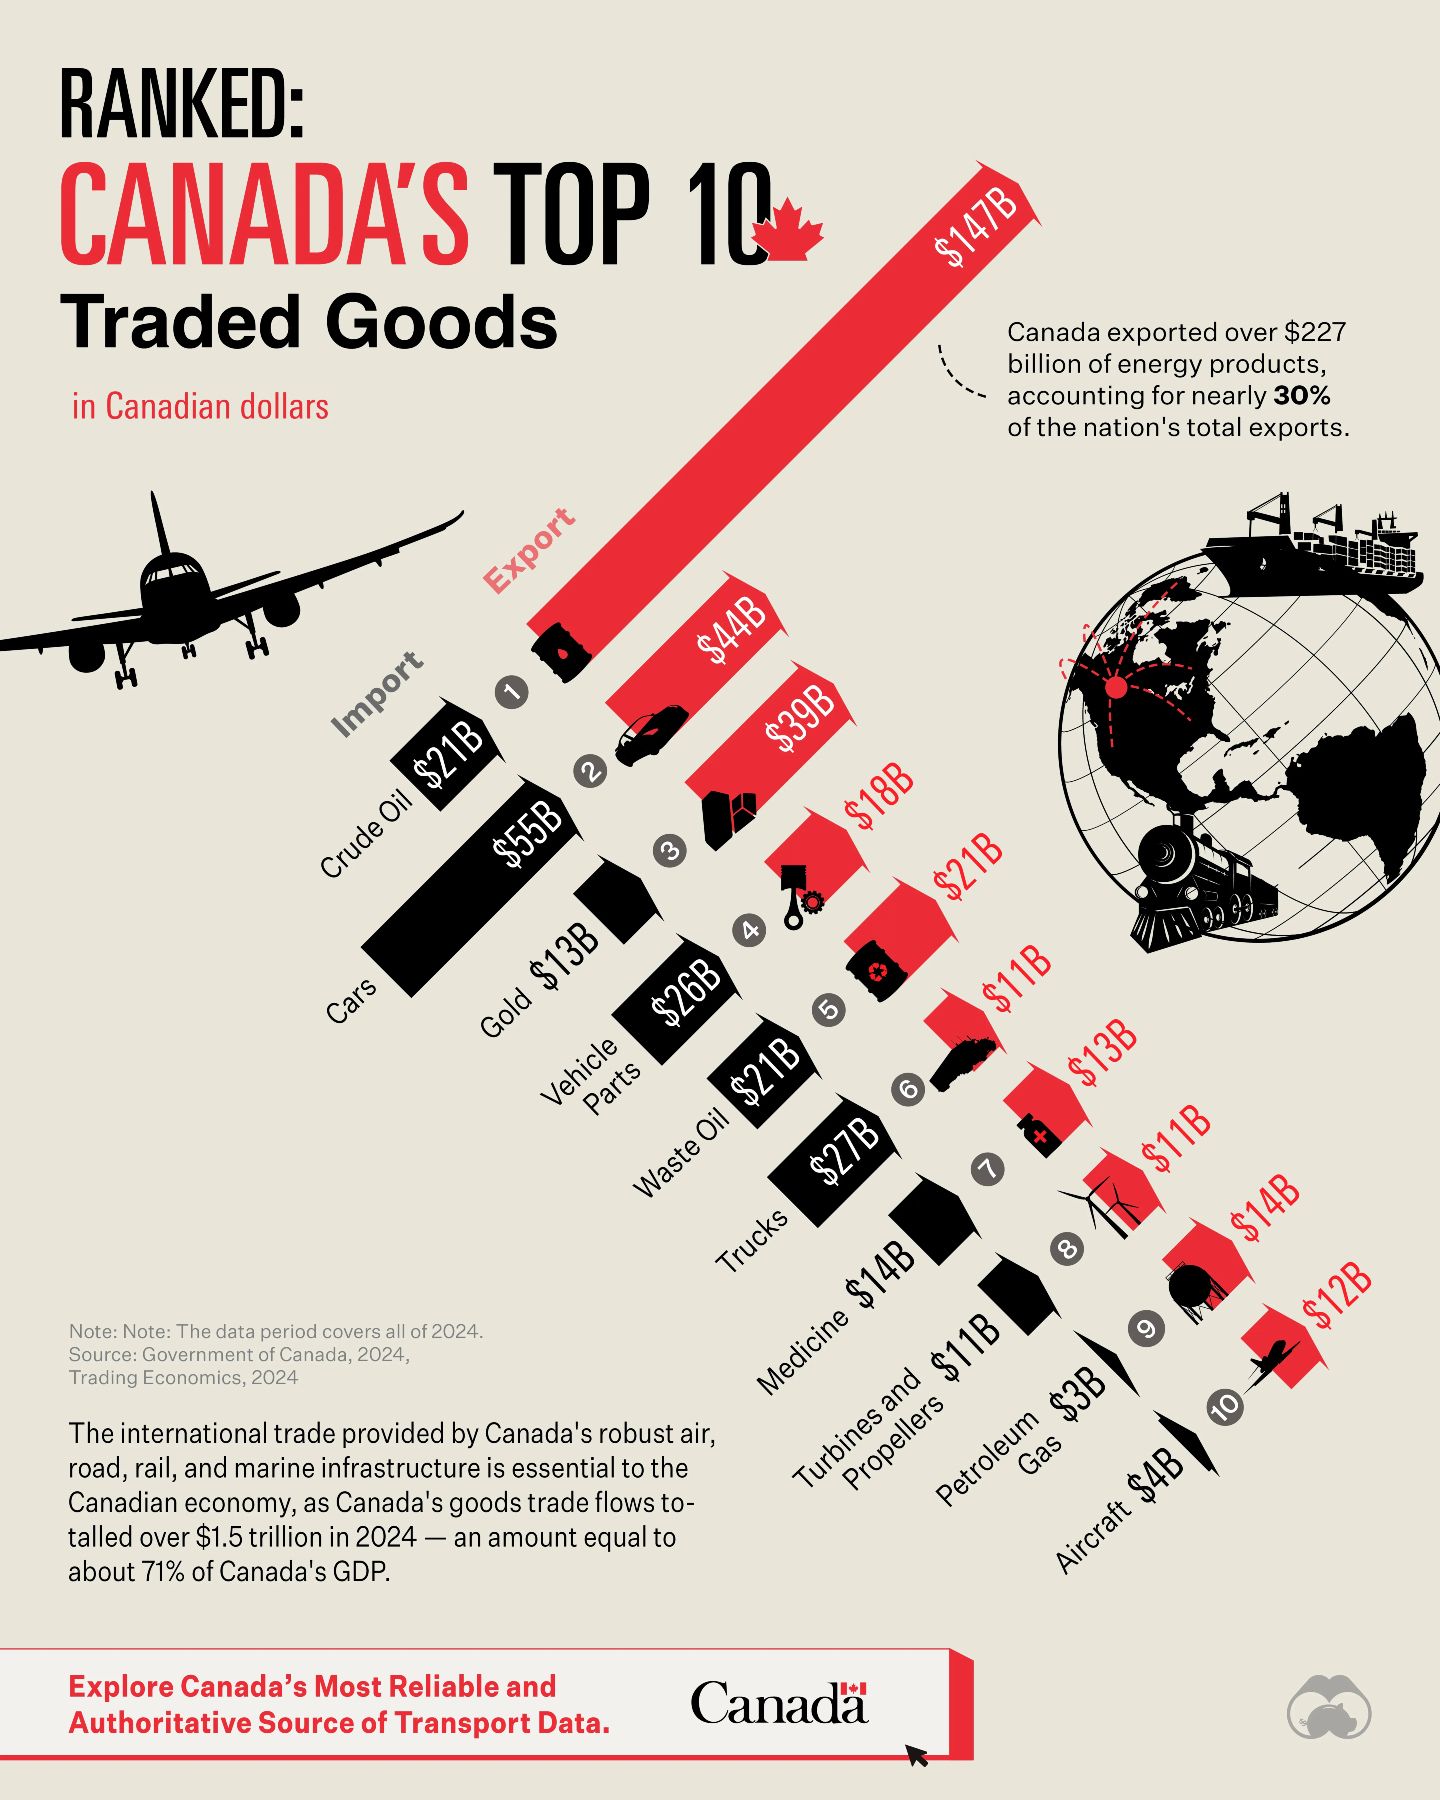 RANKED:
CANADA'S TOP 10
Traded Goods
in Canadian dollars
$147B
Canada exported over $227
billion of energy products,
accounting for nearly 30%
of the nation's total exports.
Export
Import
$21B
Crude Oil
1
$44B
$55B
Cars
2
$39B
$13B
Gold
3
$18B
$26B
Vehicle
Parts
4
$21B
$21B
Waste Oil
5
$11B
$27B
Trucks
6
$13B
$14B
Medicine
7
$11B
$11B
Turbines and
Propellers
8
$14B
$3B
Petroleum
Gas
9
$12B
$4B
Aircraft
10
Note: Note: The data period covers all of 2024.
Source: Government of Canada, 2024,
Trading Economics, 2024
The international trade provided by Canada's robust air,
road, rail, and marine infrastructure is essential to the
Canadian economy, as Canada's goods trade flows to-
talled over $1.5 trillion in 2024 — an amount equal to
about 71% of Canada's GDP.
Explore Canada's Most Reliable and
Authoritative Source of Transport Data.
Canada